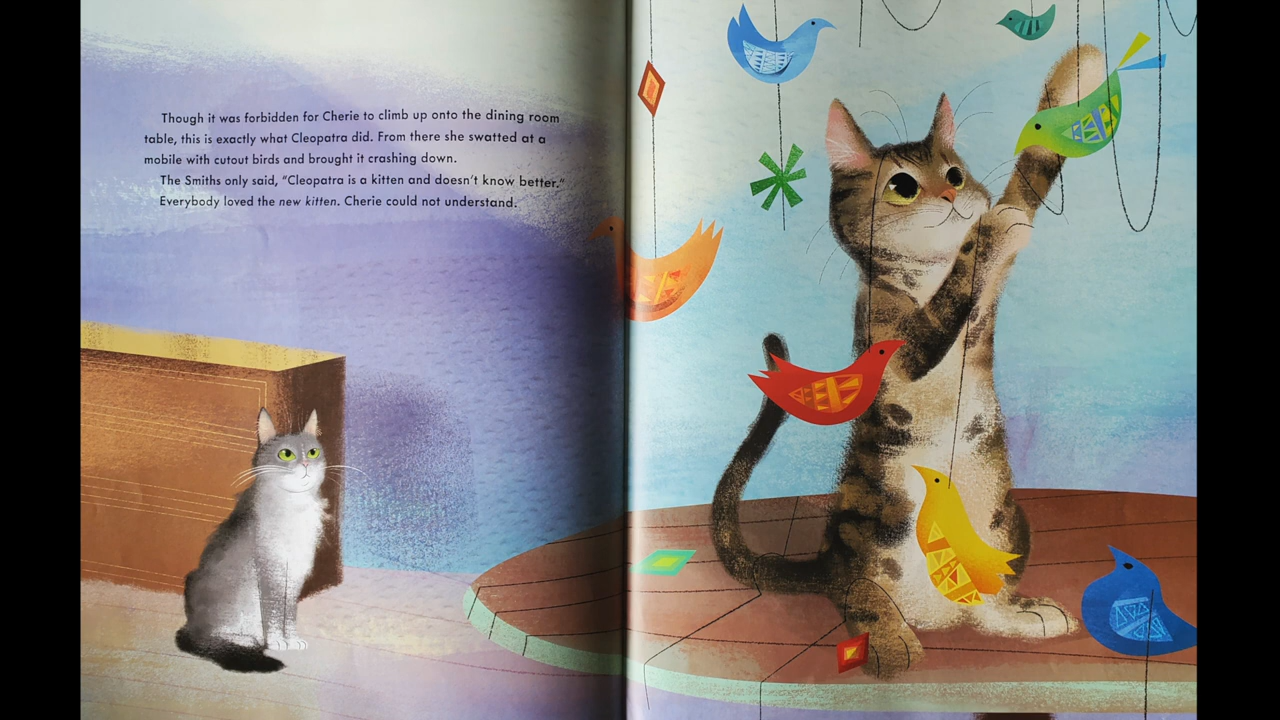 Though it was forbidden for Cherie to climb up onto the dining room
table, this is exactly what Cleopatra did. From there she swatted at a
mobile with cutout birds and brought it crashing down.
The Smiths only said, “Cleopatra is a kitten and doesn’t know better.”
Everybody loved the new kitten. Cherie could not understand.